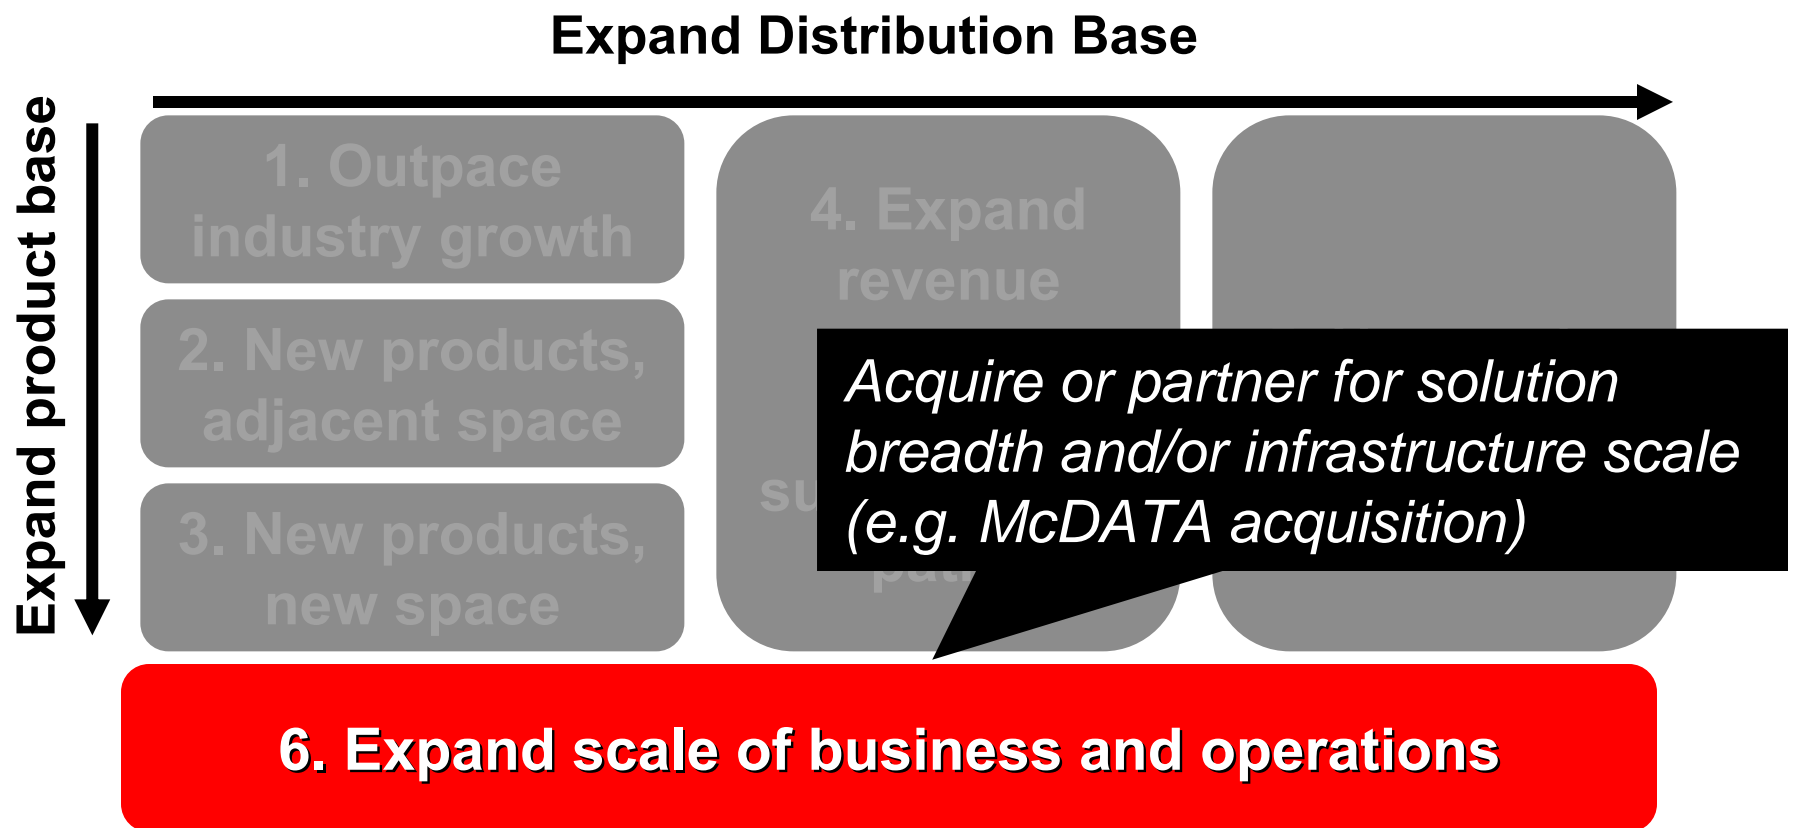 Expand Distribution Base
Expand product base
1. Outpace
industry growth
2. New products,
adjacent space
3. New products,
new space
4. Expand
revenue
Acquire or partner for solution
breadth and/or infrastructure scale
(e.g. McDATA acquisition)
6. Expand scale of business and operations